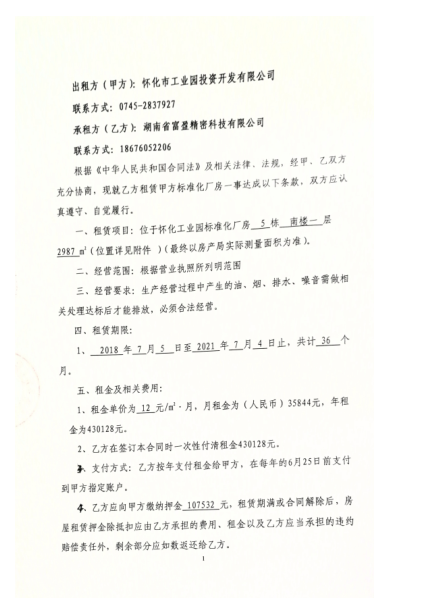 出租方（甲方）：怀化市工业园投资开发有限公司
联系方式：0745-2837927
承租方（乙方）：湖南省富盈精密科技有限公司
联系方式：18676052206
根据《中华人民共和国合同法》及相关法律、法规，经甲、乙双方
充分协商，现就乙方租赁甲方标准化厂房一事达成以下条款，双方应认
真遵守、自觉履行。
一、租赁项目：位于怀化工业园标准化厂房 5 栋 南楼一 层
2987 ㎡（位置详见附件 ）（最终以房产局实际测量面积为准）。
二、经营范围：根据营业执照所列明范围
三、经营要求：生产经营过程中产生的油、烟、排水、噪音需做相
关处理达标后才能排放，必须合法经营。
四、租赁期限：
1、 2018 年 7 月 5 日至 2021 年 7 月 4 日止，共计 36 个
月。
五、租金及相关费用：
1、租金单价为 12 元/㎡·月，月租金为（人民币）35844元，年租
金为430128元。
2、乙方在签订本合同时一次性付清租金430128元。
3、支付方式：乙方按年支付租金给甲方，在每年的6月25日前支付
到甲方指定账户。
4、乙方应向甲方缴纳押金 107532 元，租赁期满或合同解除后，房
屋租赁押金除抵扣应由乙方承担的费用、租金以及乙方应当承担的违约
赔偿责任外，剩余部分应如数返还给乙方。
1